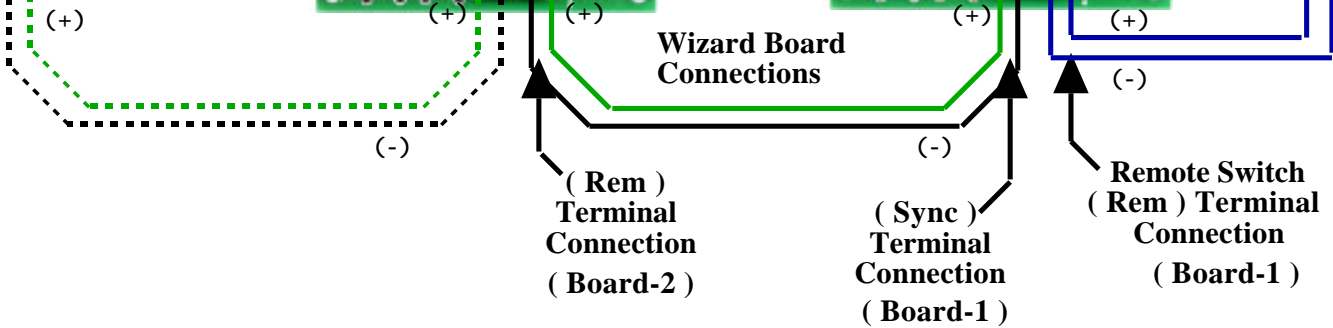 (+)
(+)
(+)
(+)
(+)
Wizard Board
Connections
(-)
(-)
(-)
( Rem )
Terminal
Connection
( Board-2 )
( Sync )
Terminal
Connection
( Board-1 )
Remote Switch
( Rem ) Terminal
Connection
( Board-1 )